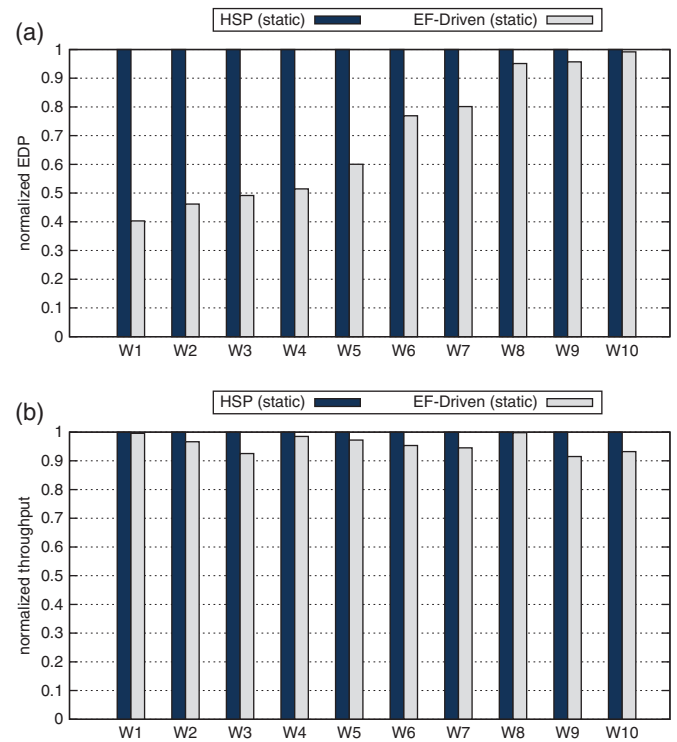 (a)
HSP (static) EF-Driven (static)
1
0.9
0.8
0.7
0.6
0.5
0.4
0.3
0.2
0.1
0
normalized EDP
W1 W2 W3 W4 W5 W6 W7 W8 W9 W10
(b)
HSP (static) EF-Driven (static)
1
0.9
0.9
0.9
0.9
0.5
0.4
0.3
0.2
0.1
0
normalized throughput
W1 W2 W3 W4 W5 W6 W7 W8 W9 W10